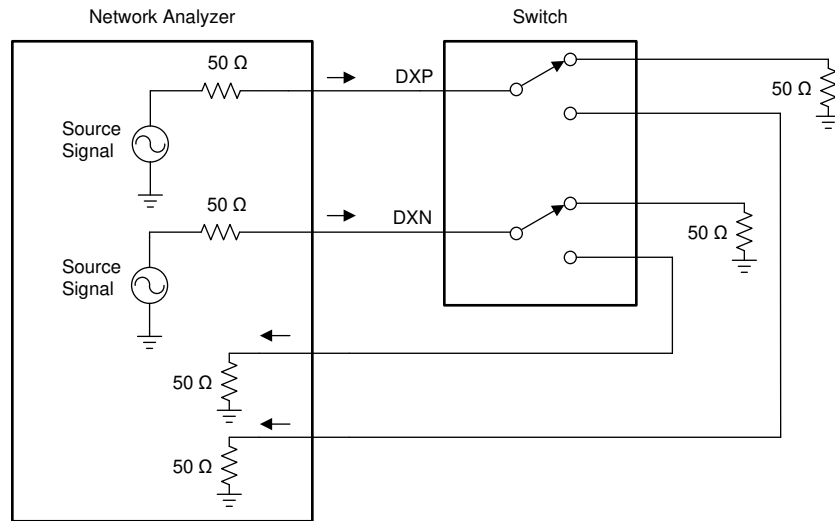 Network Analyzer
Switch
50 Ω
DXP
50 Ω
Source
Signal
50 Ω
DXN
50 Ω
Source
Signal
50 Ω
50 Ω